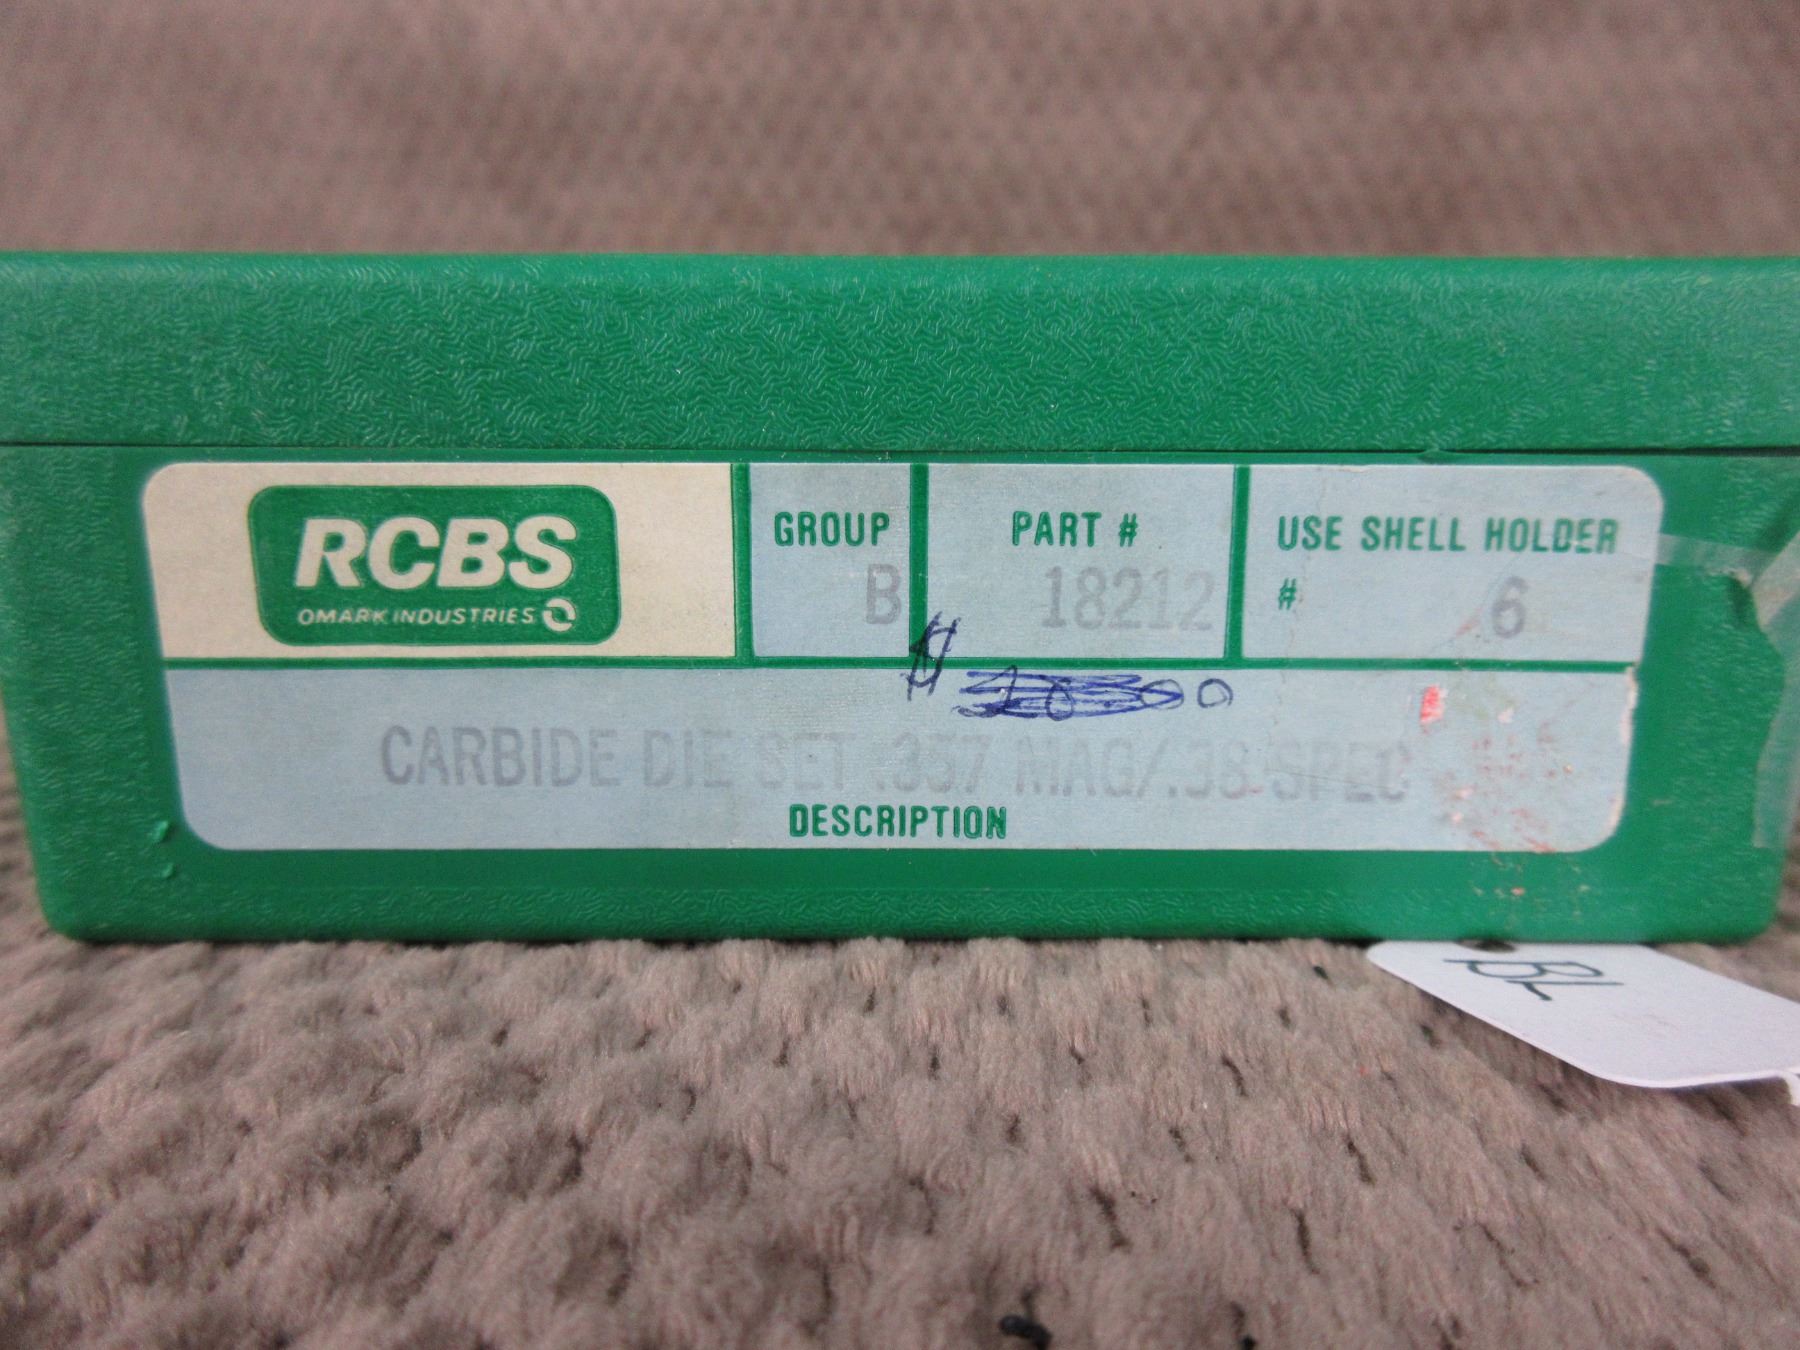 RCBS
OMARK INDUSTRIES
GROUP
B
PART #
18212
USE SHELL HOLDER
# 6
$
CARBIDE DIE SET .357 MAG/.38 SPEC
DESCRIPTION